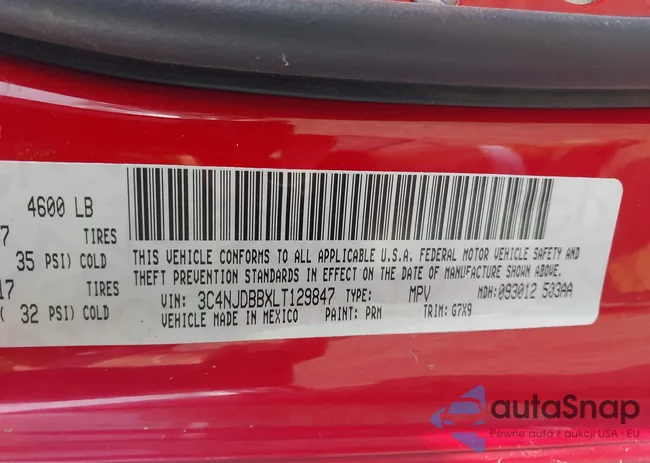 4600 LB
7 TIRES
35 PSI) COLD
17 TIRES
( 32 PSI) COLD
THIS VEHICLE CONFORMS TO ALL APPLICABLE U.S.A. FEDERAL MOTOR VEHICLE SAFETY AND
THEFT PREVENTION STANDARDS IN EFFECT ON THE DATE OF MANUFACTURE SHOWN ABOVE.
VIN: 3C4NJDBBXLT129847 TYPE: MPV MDH:093012 503AA
VEHICLE MADE IN MEXICO PAINT: PRM TRIM: G7X9
autaSnap
Pewne auta z aukcji USA i EU